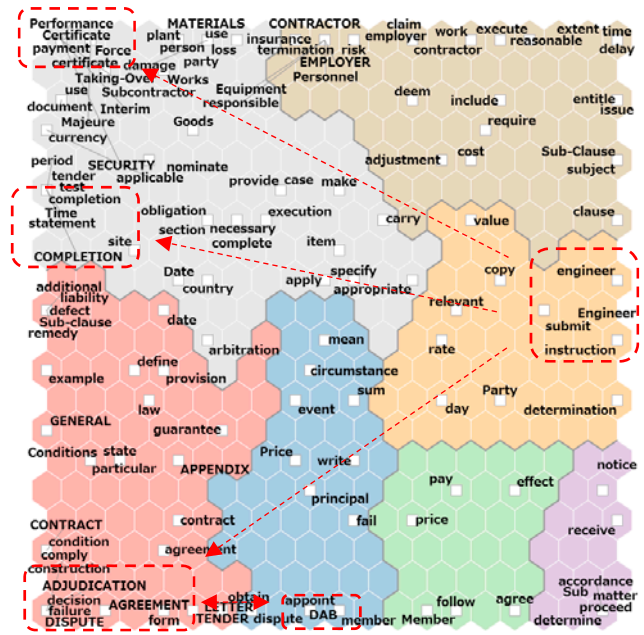 Performance MATERIALS CONTRACTOR claim extent time
Certificate plant use insurance employer work execute
payment Force person loss termination risk contractor reasonable delay
certificate damage party EMPLOYER
Taking-Over Works Personnel
use Subcontractor Equipment deem include entitle
document Interim responsible issue
Majeure Goods require
currency
period SECURITY nominate adjustment cost Sub-Clause
tender applicable provide case make subject
test
completion
Time obligation execution carry value clause
statement section necessary
site complete item
COMPLETION
Date apply specify copy engineer
additional country appropriate
liability relevant
defect Engineer
Sub-clause date submit
remedy
arbitration mean rate instruction
define circumstance
example provision sum Party
law event day determination
GENERAL guarantee
Conditions state Price write notice
particular APPENDIX pay effect
principal
CONTRACT contract fail price receive
condition
comply agreement
construction
ADJUDICATION accordance
decision AGREEMENT obtain appoint Sub matter
failure LETTER DAB follow agree proceed
DISPUTE form TENDER dispute member Member determine